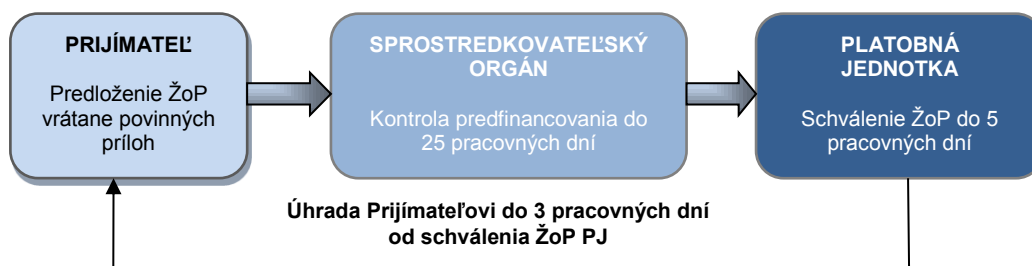 PRIJÍMATEĽ
Predloženie ŽoP
vrátane povinných
príloh
SPROSTREDKOVATEĽSKÝ
ORGÁN
Kontrola predfinancovania do
25 pracovných dní
PLATOBNÁ
JEDNOTKA
Schválenie ŽoP do 5
pracovných dní
Úhrada Prijímateľovi do 3 pracovných dní
od schválenia ŽoP PJ